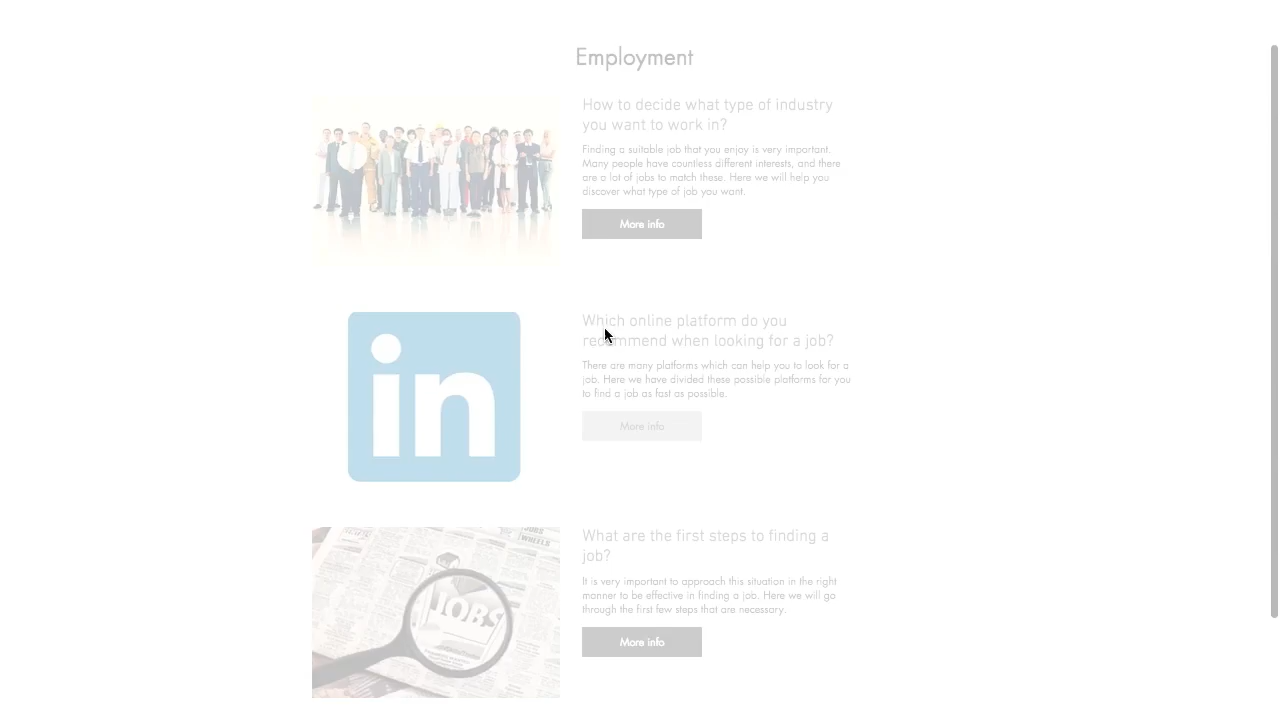 Employment
How to decide what type of industry
you want to work in?
Finding a suitable job that you enjoy is very important.
Many people have countless different interests, and there
are a lot of jobs to match these. Here we will help you
discover what type of job you want.
More info
in
Which online platform do you
recommend when looking for a job?
There are many platforms which can help you to look for a
job. Here we have divided these possible platforms for you
to find a job as fast as possible.
More info
JOBS
WHEELS
JOBS
What are the first steps to finding a
job?
It is very important to approach this situation in the right
manner to be effective in finding a job. Here we will go
through the first few steps that are necessary.
More info